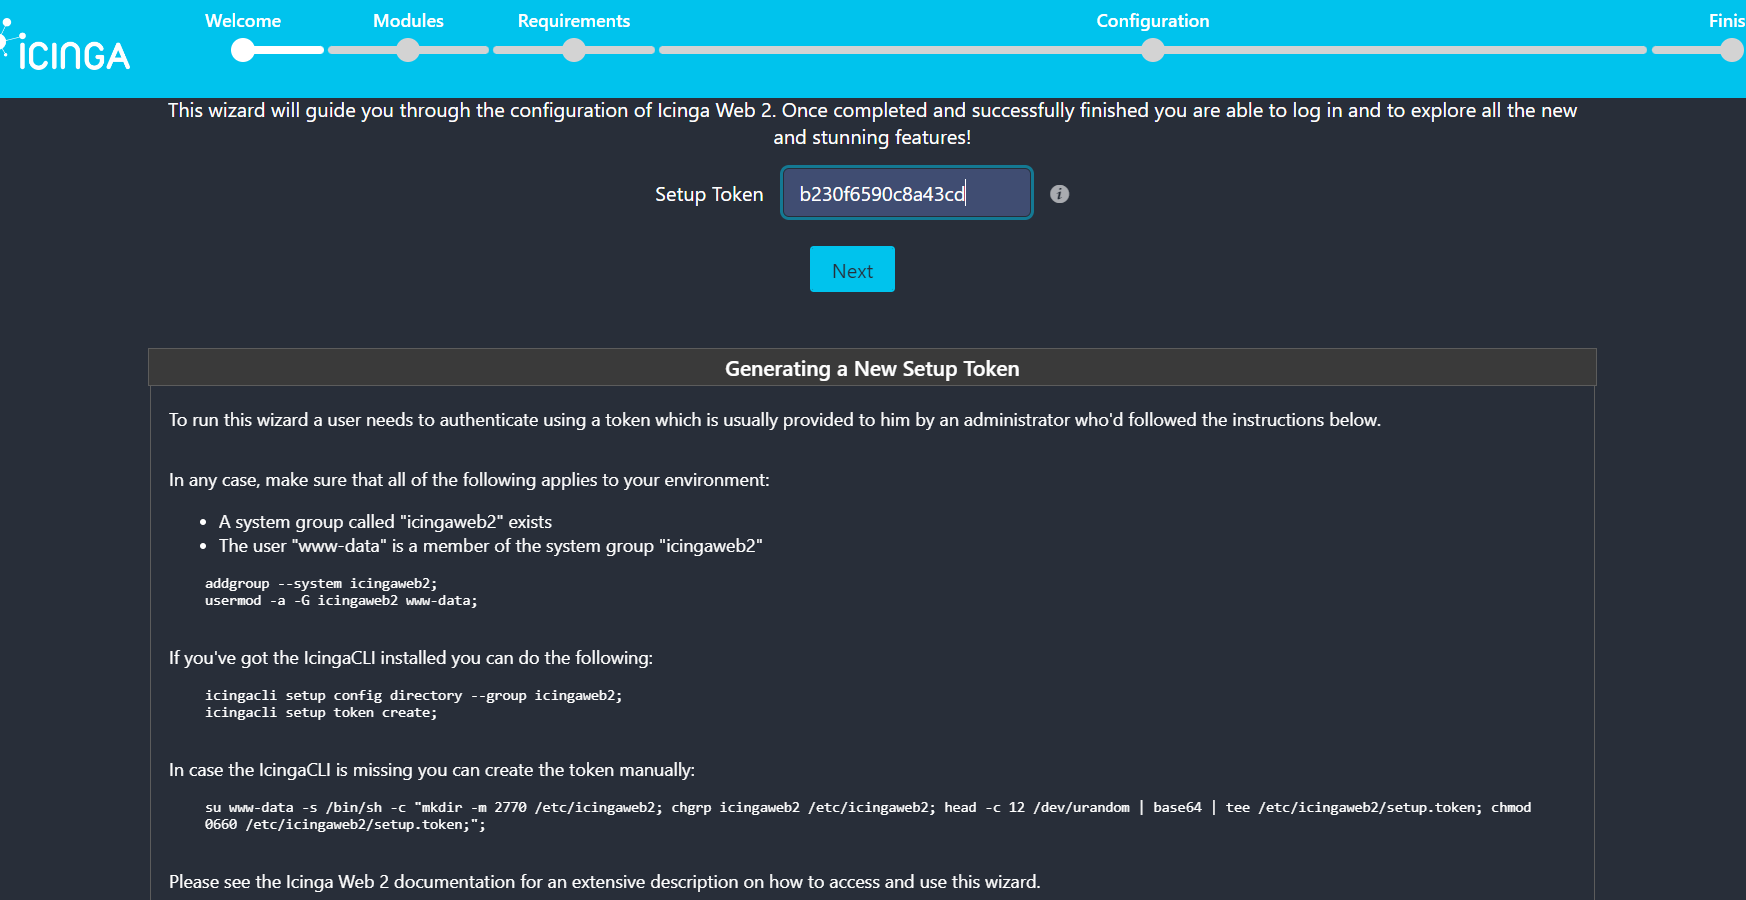 Welcome
Modules
Requirements
Configuration
Finis
ICINGA
This wizard will guide you through the configuration of Icinga Web 2. Once completed and successfully finished you are able to log in and to explore all the new
and stunning features!
Setup Token
b230f6590c8a43cd
i
Next
Generating a New Setup Token
To run this wizard a user needs to authenticate using a token which is usually provided to him by an administrator who'd followed the instructions below.
In any case, make sure that all of the following applies to your environment:
• A system group called "icingaweb2" exists
• The user "www-data" is a member of the system group "icingaweb2"
addgroup --system icingaweb2;
usermod -a -G icingaweb2 www-data;
If you've got the IcingaCLI installed you can do the following:
icingacli setup config directory --group icingaweb2;
icingacli setup token create;
In case the IcingaCLI is missing you can create the token manually:
su www-data -s /bin/sh -c "mkdir -m 2770 /etc/icingaweb2; chgrp icingaweb2 /etc/icingaweb2; head -c 12 /dev/urandom | base64 | tee /etc/icingaweb2/setup.token; chmod
0660 /etc/icingaweb2/setup.token;";
Please see the Icinga Web 2 documentation for an extensive description on how to access and use this wizard.